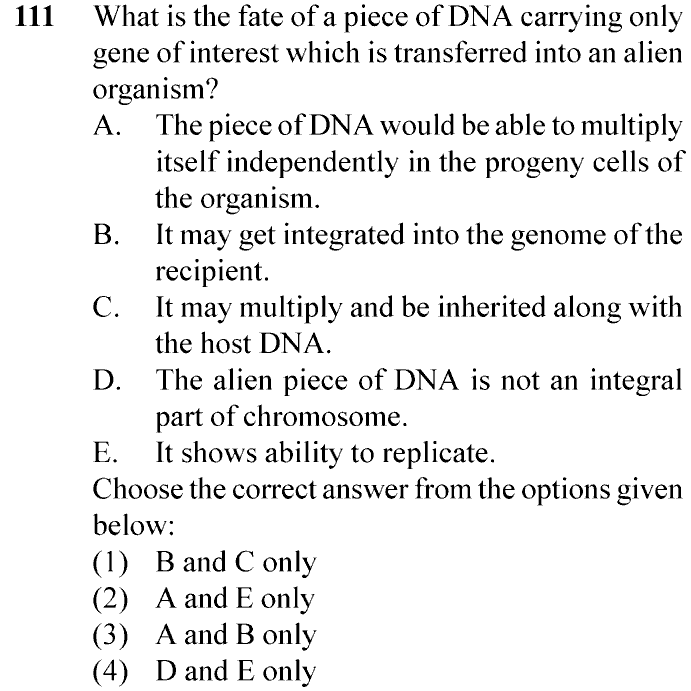 111 What is the fate of a piece of DNA carrying only
gene of interest which is transferred into an alien
organism?
A. The piece of DNA would be able to multiply
itself independently in the progeny cells of
the organism.
B. It may get integrated into the genome of the
recipient.
C. It may multiply and be inherited along with
the host DNA.
D. The alien piece of DNA is not an integral
part of chromosome.
E. It shows ability to replicate.
Choose the correct answer from the options given
below:
(1) B and C only
(2) A and E only
(3) A and B only
(4) D and E only